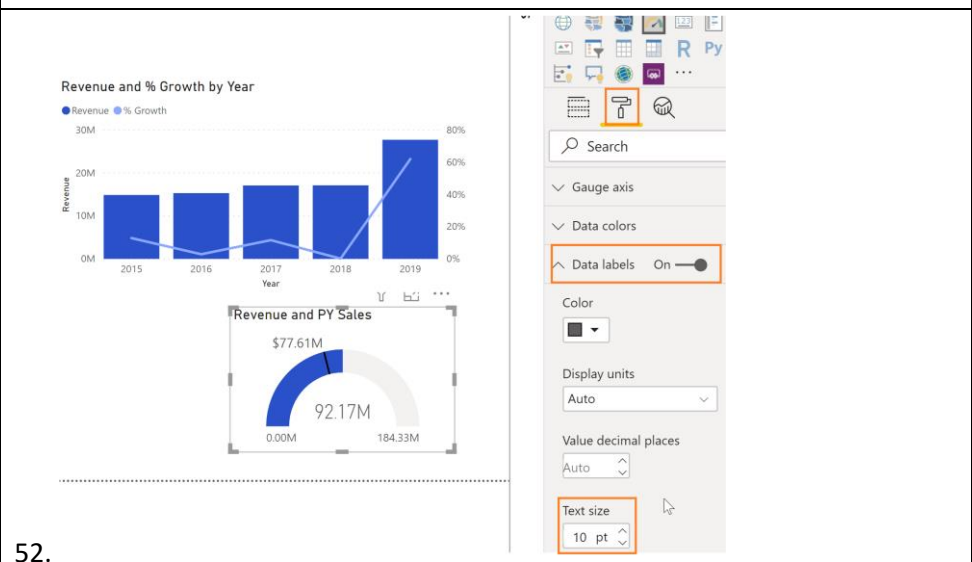 Revenue and % Growth by Year
Revenue % Growth
30M
20M
10M
0M
Revenue
80%
60%
40%
20%
0%
2015 2016 2017 2018 2019
Year
Revenue and PY Sales
$77.61M
92.17M
0.00M 184.33M
123
R Py
...
Search
Gauge axis
Data colors
Data labels On
Color
Display units
Auto
Value decimal places
Auto
Text size
10 pt
52.